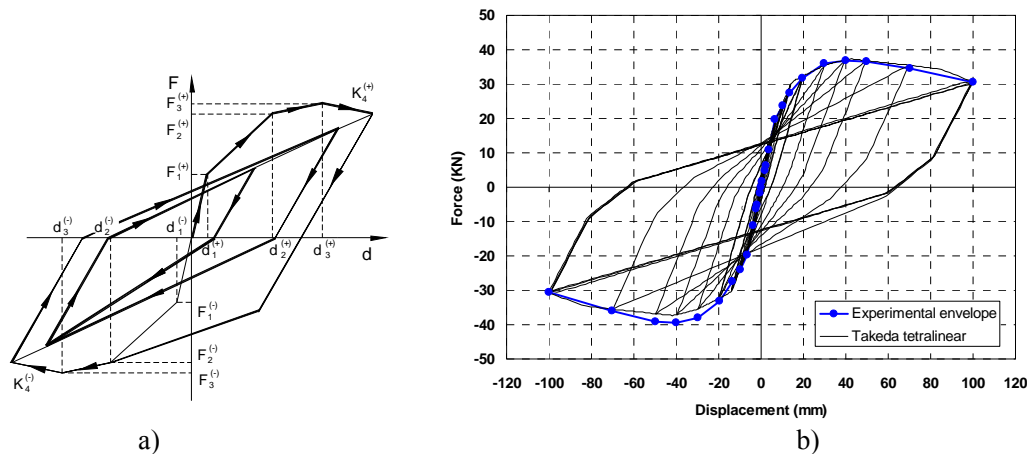 F
F3(+)
K4(+)
F2(+)
F1(+)
d3(-)
d2(-)
d1(-)
d1(+)
d2(+)
d3(+)
d
F1(-)
F2(-)
F3(-)
K4(-)
a)
50
40
30
20
10
0
-10
-20
-30
-40
-50
Force (KN)
-120 -100 -80 -60 -40 -20 0 20 40 60 80 100 120
Displacement (mm)
Experimental envelope
Takeda tetralinear
b)